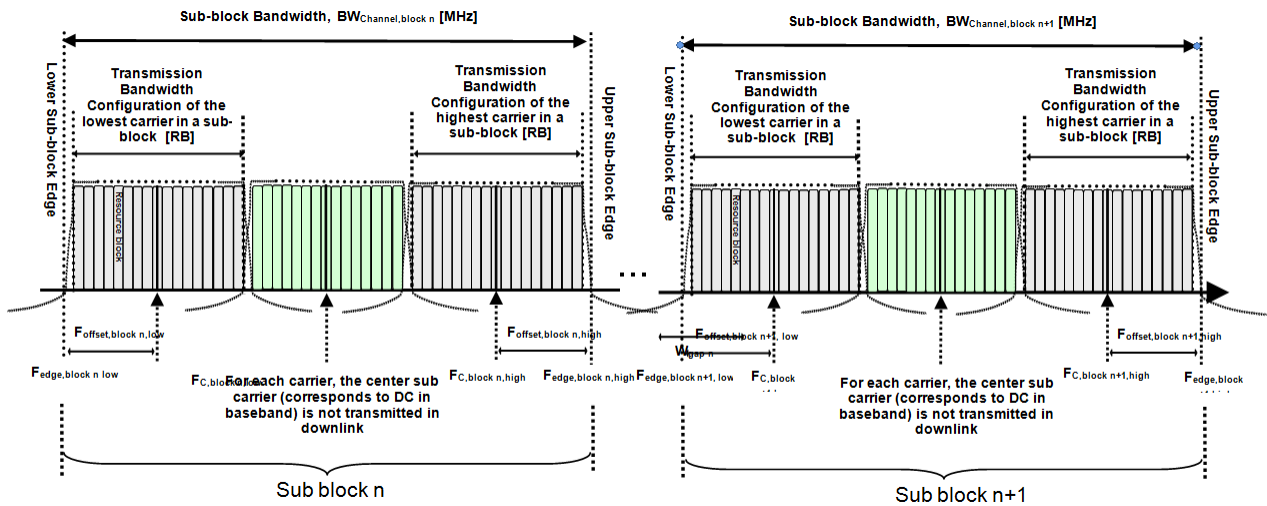 Sub-block Bandwidth, BWChannel,block n [MHz]
Lower Sub-block Edge
Transmission
Bandwidth
Configuration of the
lowest carrier in a sub-
block [RB]
Transmission
Bandwidth
Configuration of the
highest carrier in a
sub-block [RB]
Upper Sub-block Edge
Resource block
...
Foffset,block n,low
Foffset,block n,high
Fedge,block n low
FC,block n,low
FC,block n,high
Fedge,block n,high
For each carrier, the center sub
carrier (corresponds to DC in
baseband) is not transmitted in
downlink
Sub block n
Sub-block Bandwidth, BWChannel,block n+1 [MHz]
Lower Sub-block Edge
Transmission
Bandwidth
Configuration of the
lowest carrier in a
sub-block [RB]
Transmission
Bandwidth
Configuration of the
highest carrier in a
sub-block [RB]
Upper Sub-block Edge
Resource block
Foffset,block n+1, low
Wgap n
Foffset,block n+1,high
Fedge,block n+1, low
FC,block
FC,block n+1,high
Fedge,block
For each carrier, the center sub
carrier (corresponds to DC in
baseband) is not transmitted in
downlink
Sub block n+1